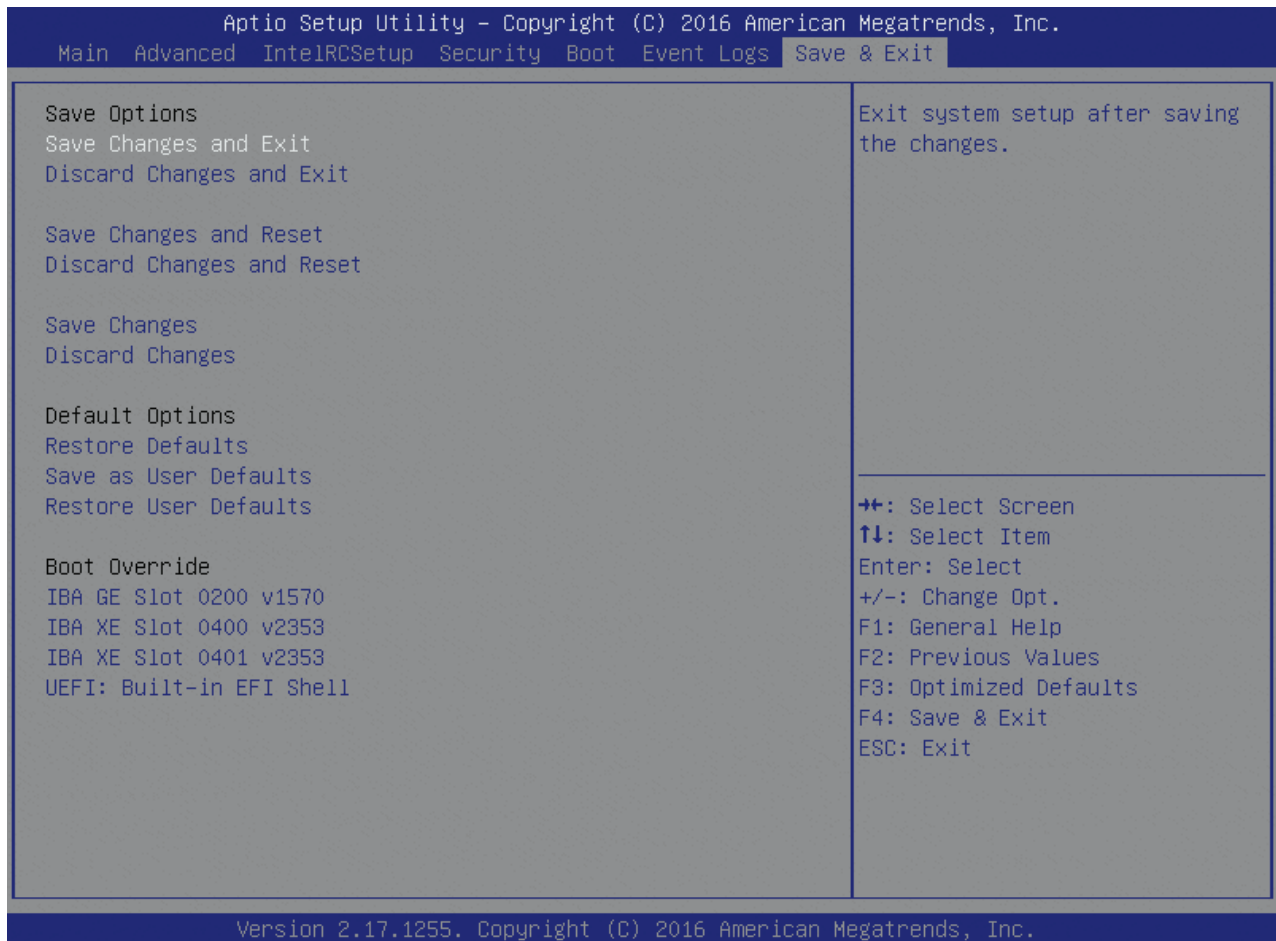 Aptio Setup Utility – Copyright (C) 2016 American Megatrends, Inc.
Main Advanced IntelRCSetup Security Boot Event Logs Save & Exit
Save Options
Save Changes and Exit
Discard Changes and Exit
Save Changes and Reset
Discard Changes and Reset
Save Changes
Discard Changes
Default Options
Restore Defaults
Save as User Defaults
Restore User Defaults
Boot Override
IBA GE Slot 0200 v1570
IBA XE Slot 0400 v2353
IBA XE Slot 0401 v2353
UEFI: Built-in EFI Shell
Exit system setup after saving
the changes.
→←: Select Screen
↑↓: Select Item
Enter: Select
+/-: Change Opt.
F1: General Help
F2: Previous Values
F3: Optimized Defaults
F4: Save & Exit
ESC: Exit
Version 2.17.1255. Copyright (C) 2016 American Megatrends, Inc.